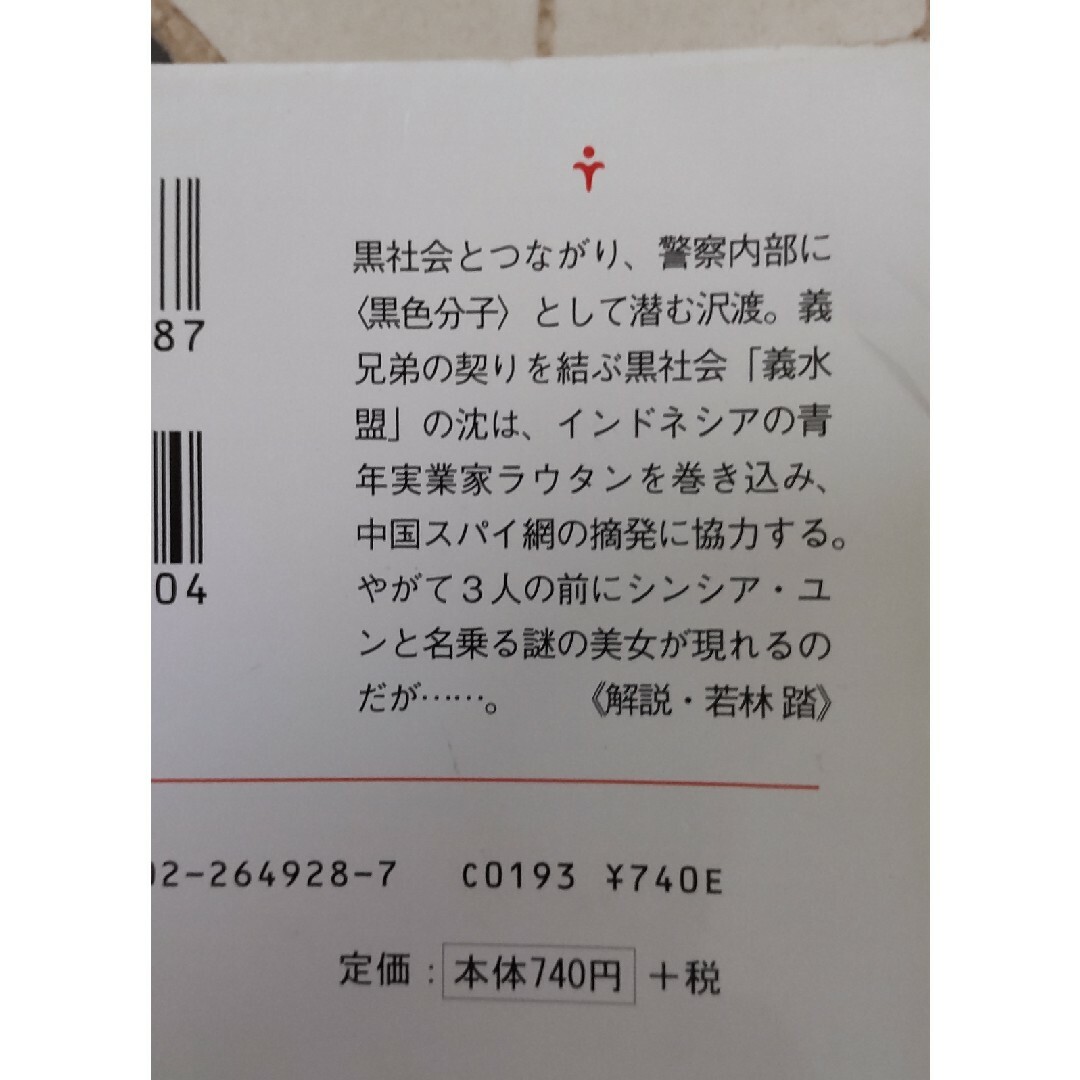 黒社会とつながり、警察内部に
〈黒色分子〉として潜む沢渡。義
兄弟の契りを結ぶ黒社会「義水
盟」の沈は、インドネシアの青
年実業家ラウタンを巻き込み、
中国スパイ網の摘発に協力する。
やがて３人の前にシンシア・ユ
ンと名乗る謎の美女が現れるの
だが……。 《解説・若林 踏》
87
04
02-264928-7 C0193 ¥740E
定価：本体740円＋税